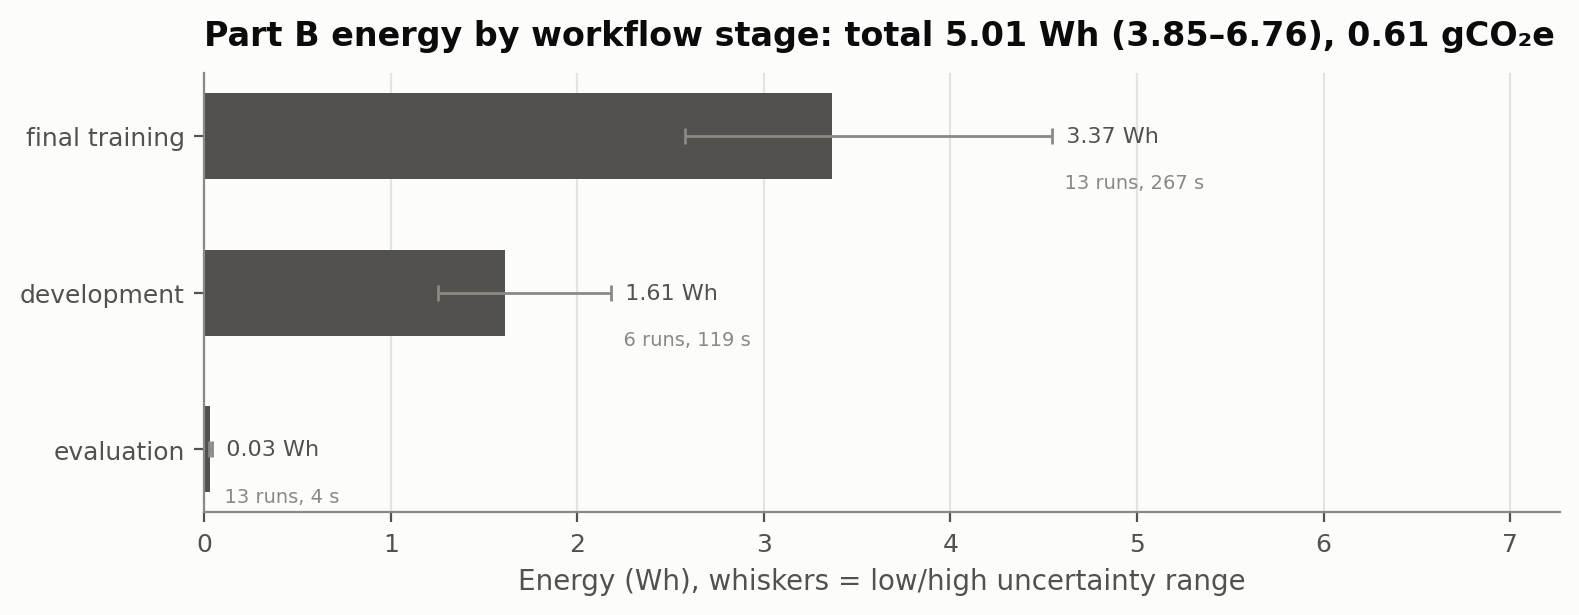 Part B energy by workflow stage: total 5.01 Wh (3.85–6.76), 0.61 gCO₂e
final training
3.37 Wh
13 runs, 267 s
development
1.61 Wh
6 runs, 119 s
evaluation
0.03 Wh
13 runs, 4 s
0 1 2 3 4 5 6 7
Energy (Wh), whiskers = low/high uncertainty range